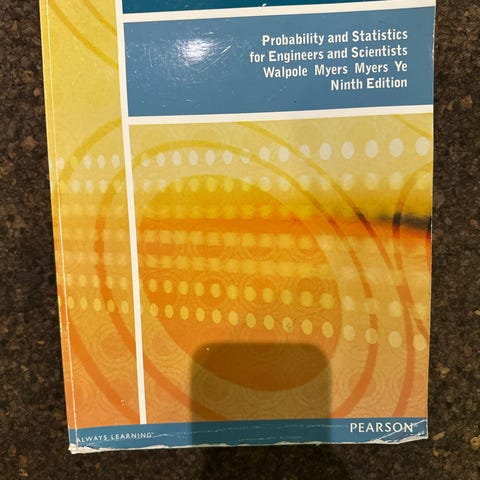 Probability and Statistics
for Engineers and Scientists
Walpole Myers Myers Ye
Ninth Edition
ALWAYS LEARNING
PEARSON